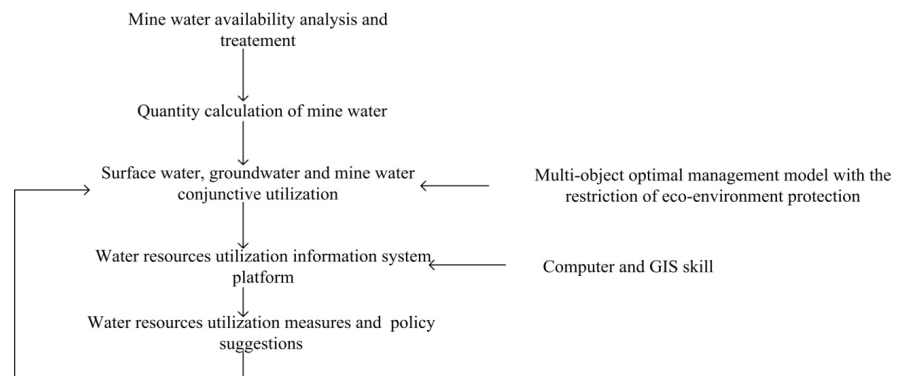 Mine water availability analysis and
treatement
Quantity calculation of mine water
Surface water, groundwater and mine water
conjunctive utilization
Multi-object optimal management model with the
restriction of eco-environment protection
Water resources utilization information system
platform
Computer and GIS skill
Water resources utilization measures and policy
suggestions